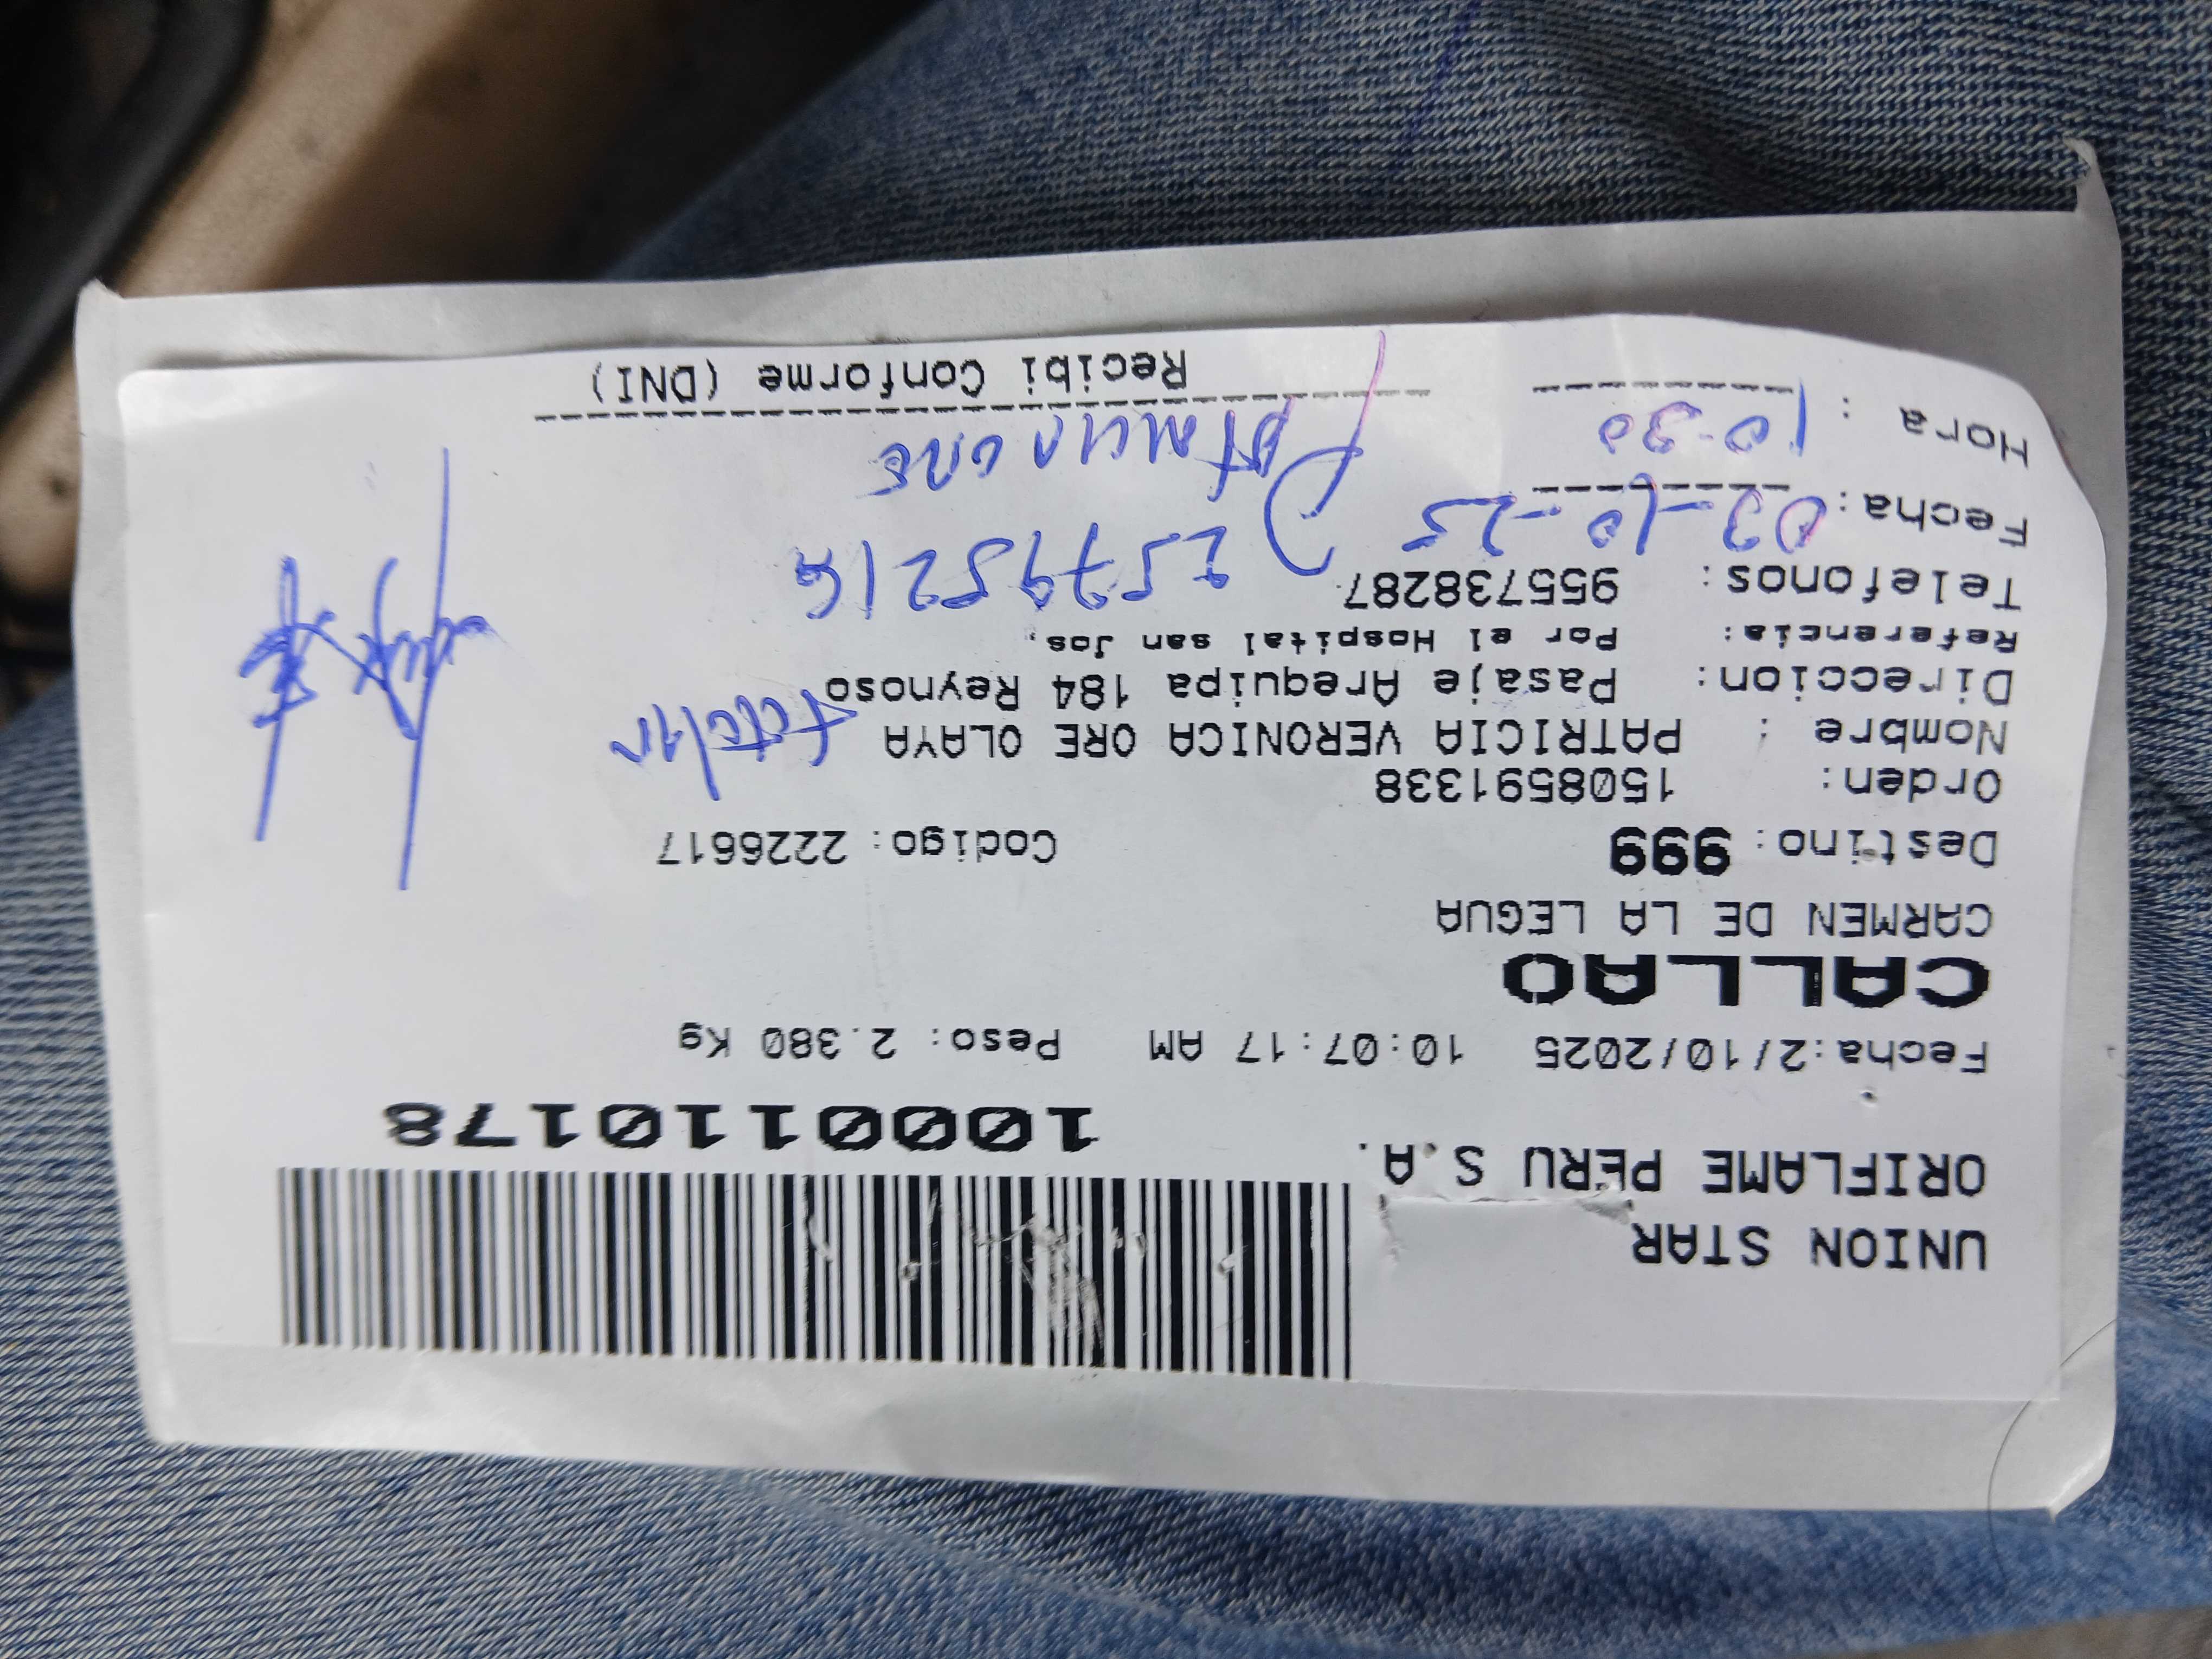 UNION STAR
ORIFLAME PERU S.A.
1000110178
Fecha:2/10/2025 10:07:17 AM Peso: 2.380 Kg
CALLAO
CARMEN DE LA LEGUA
Destino: 999 Codigo: 2226617
Orden: 1508591338
Nombre : PATRICIA VERONICA ORE OLAYA
Direccion: Pasaje Arequipa 184 Reynoso
Referencia: Por el Hospital san Jos,
Telefonos: 955738287
Fecha: 03-10-25
Hora : 10-30
Recibi Conforme (DNI)